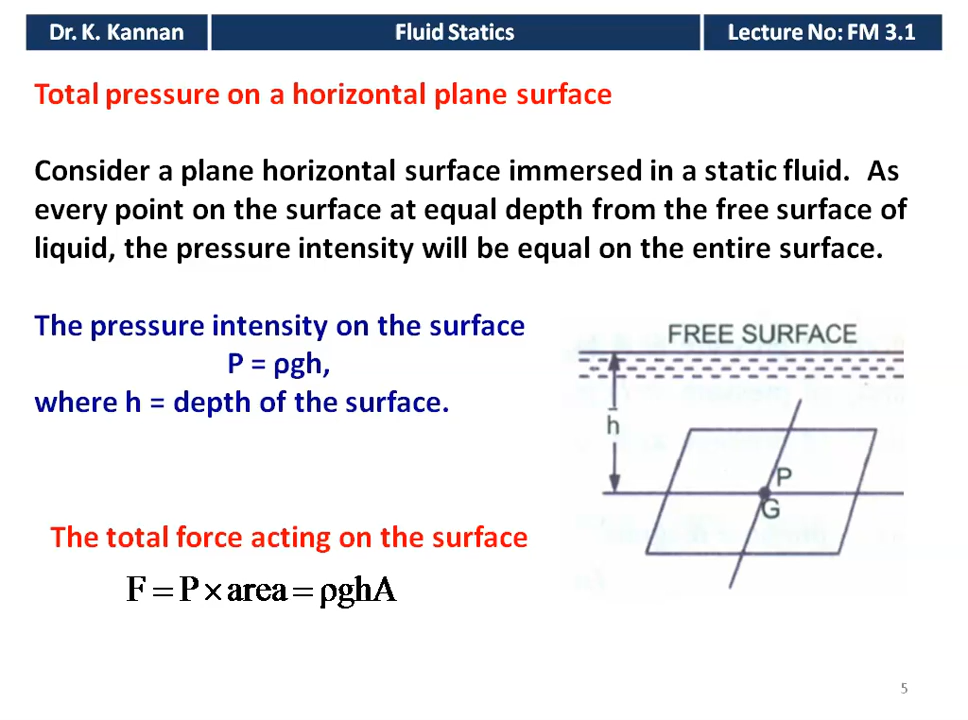 Dr. K. Kannan
Fluid Statics
Lecture No: FM 3.1
Total pressure on a horizontal plane surface
Consider a plane horizontal surface immersed in a static fluid. As
every point on the surface at equal depth from the free surface of
liquid, the pressure intensity will be equal on the entire surface.
The pressure intensity on the surface
P = ρgh,
where h = depth of the surface.
FREE SURFACE
h̄
P
G
The total force acting on the surface
F = P × area = ρghA
5